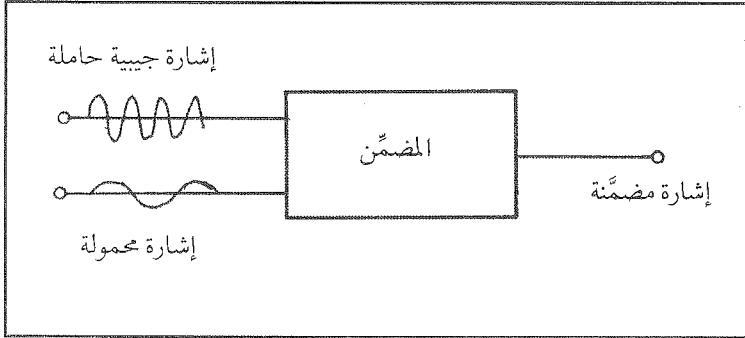 إشارة جيبية حاملة
المضمِّن
إشارة مضمَّنة
إشارة محمولة